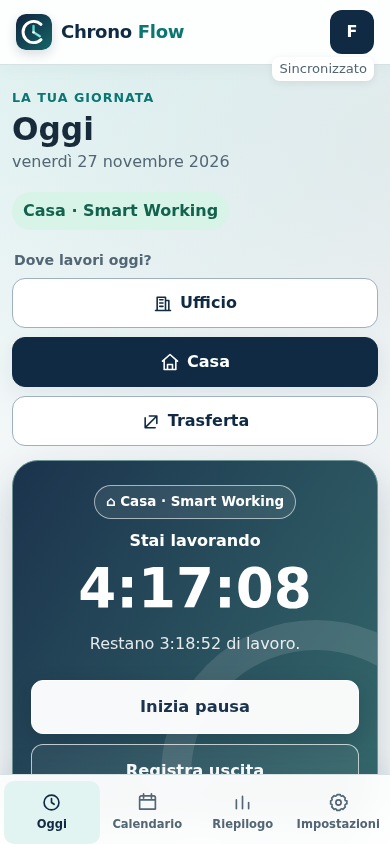 Chrono Flow
F
Sincronizzato
LA TUA GIORNATA
Oggi
venerdì 27 novembre 2026
Casa · Smart Working
Dove lavori oggi?
Ufficio
Casa
Trasferta
Casa · Smart Working
Stai lavorando
4:17:08
Restano 3:18:52 di lavoro.
Inizia pausa
Registra uscita
Oggi
Calendario
Riepilogo
Impostazioni